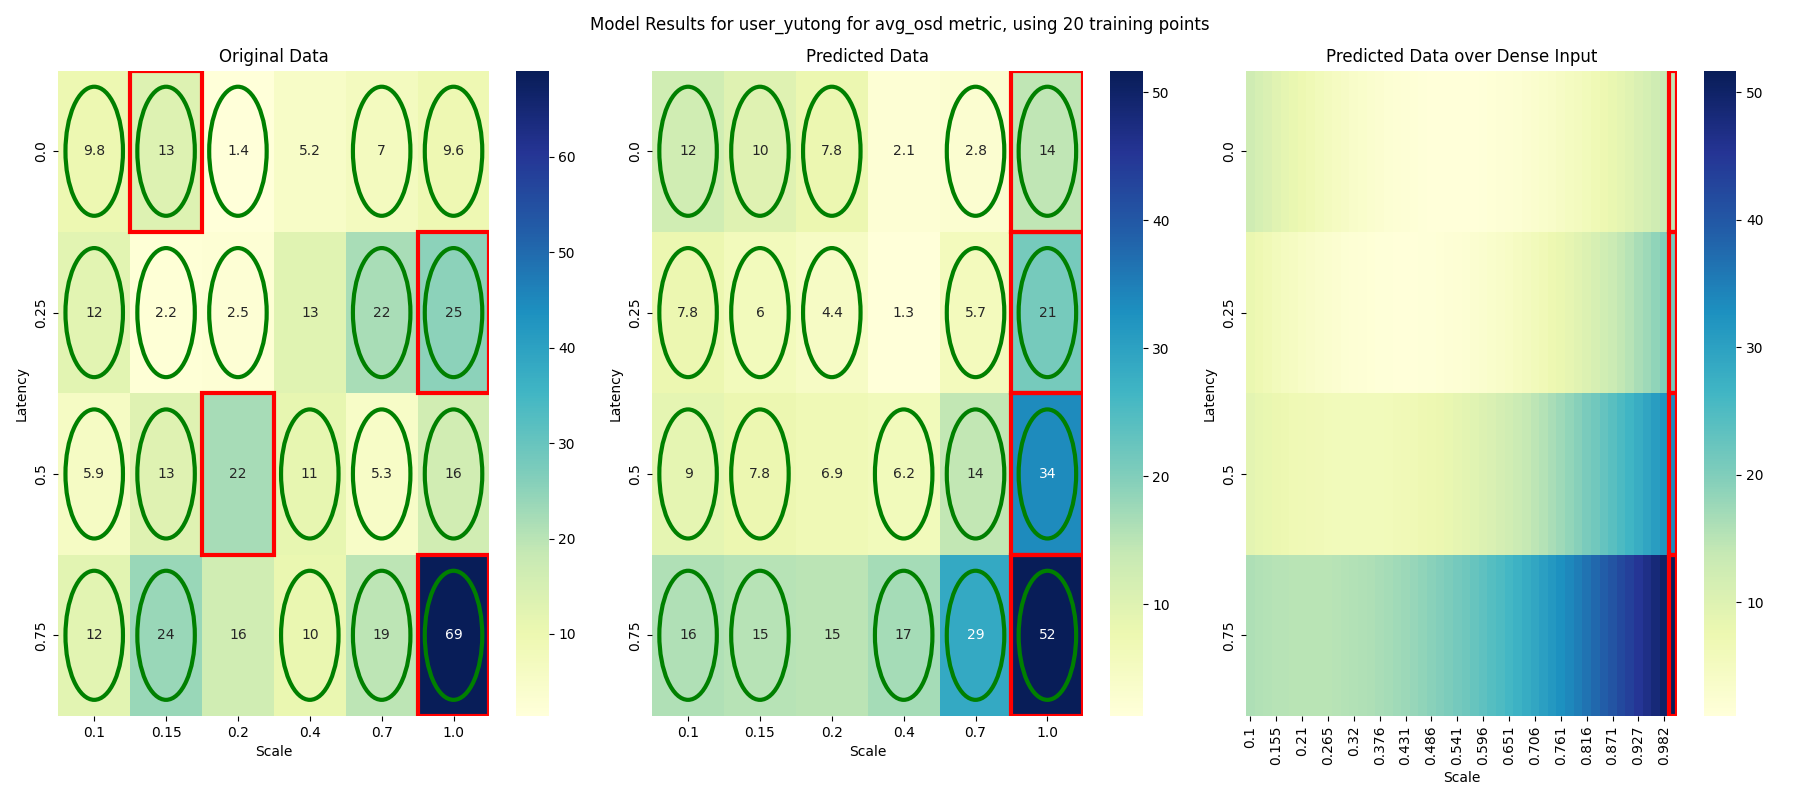 Model Results for user_yutong for avg_osd metric, using 20 training points
Original Data
9.8 13 1.4 5.2 7 9.6
12 2.2 2.5 13 22 25
5.9 13 22 11 5.3 16
12 24 16 10 19 69
0.0
0.25
0.5
0.75
Latency
0.1 0.15 0.2 0.4 0.7 1.0
Scale
60
50
40
30
20
10
Predicted Data
12 10 7.8 2.1 2.8 14
7.8 6 4.4 1.3 5.7 21
9 7.8 6.9 6.2 14 34
16 15 15 17 29 52
0.0
0.25
0.5
0.75
Latency
0.1 0.15 0.2 0.4 0.7 1.0
Scale
50
40
30
20
10
Predicted Data over Dense Input
0.0
0.25
0.5
0.75
Latency
0.1 0.155 0.21 0.265 0.32 0.376 0.431 0.486 0.541 0.596 0.651 0.706 0.761 0.816 0.871 0.927 0.982
Scale
50
40
30
20
10